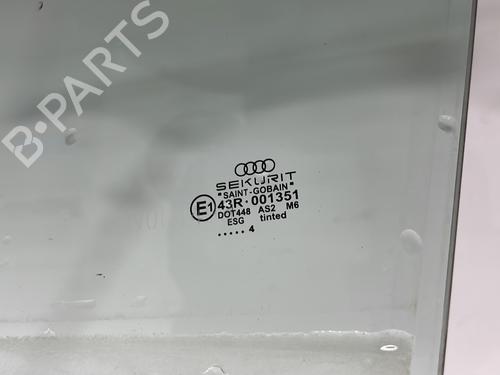 B-PARTS
SEKURIT
"SAINT-GOBAIN"
E1 43R-001351
DOT448 AS2 M6
ESG tinted
..... 4